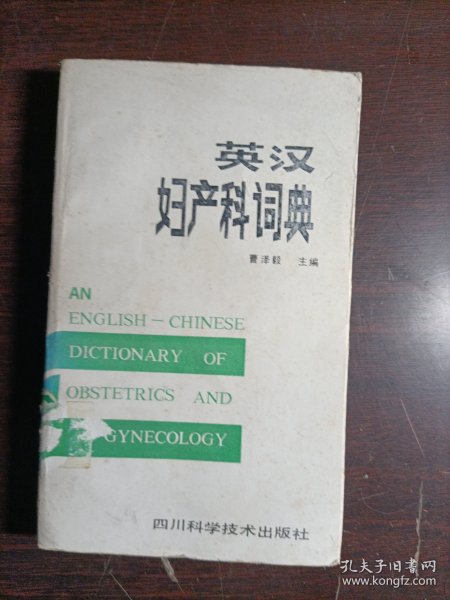 英汉
妇产科词典
曹泽毅 主编
AN
ENGLISH — CHINESE
DICTIONARY OF
OBSTETRICS AND
GYNECOLOGY
四川科学技术出版社
孔夫子旧书网
www.kongfz.com